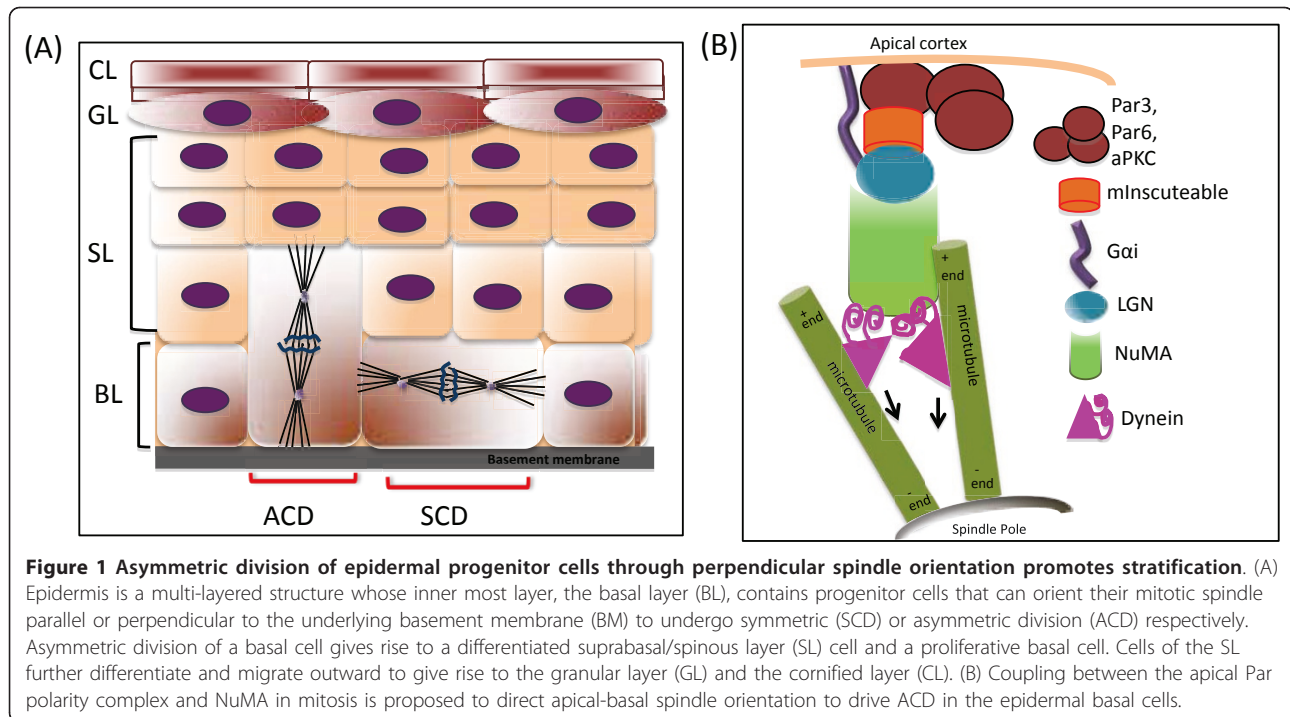 (A)
CL
GL
SL
BL
Basement membrane
ACD
SCD
(B)
Apical cortex
Par3,
Par6,
aPKC
mInscuteable
Gαi
LGN
NuMA
Dynein
+
end
microtubule
-
end
+
end
microtubule
-
end
Spindle Pole
Figure 1 Asymmetric division of epidermal progenitor cells through perpendicular spindle orientation promotes stratification. (A)
Epidermis is a multi-layered structure whose inner most layer, the basal layer (BL), contains progenitor cells that can orient their mitotic spindle
parallel or perpendicular to the underlying basement membrane (BM) to undergo symmetric (SCD) or asymmetric division (ACD) respectively.
Asymmetric division of a basal cell gives rise to a differentiated suprabasal/spinous layer (SL) cell and a proliferative basal cell. Cells of the SL
further differentiate and migrate outward to give rise to the granular layer (GL) and the cornified layer (CL). (B) Coupling between the apical Par
polarity complex and NuMA in mitosis is proposed to direct apical-basal spindle orientation to drive ACD in the epidermal basal cells.